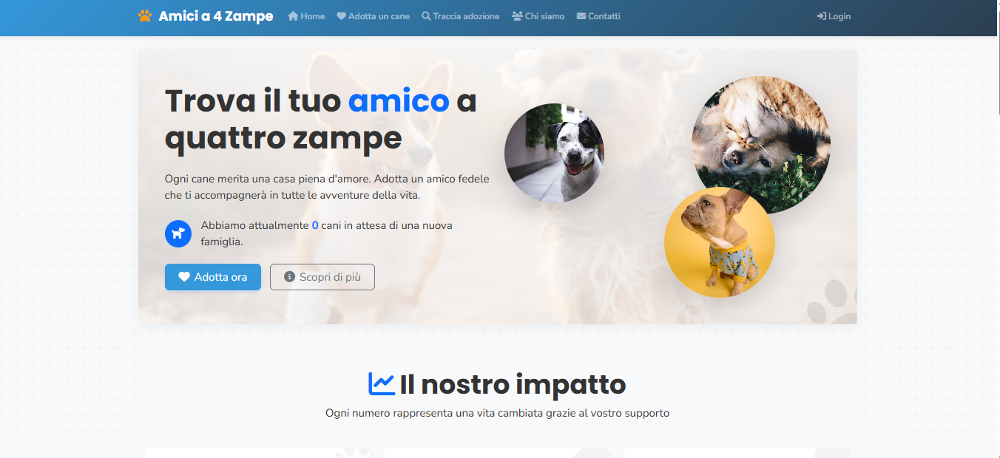 Amici a 4 Zampe Home Adotta un cane Traccia adozione Chi siamo Contatti Login
Trova il tuo amico a
quattro zampe
Ogni cane merita una casa piena d'amore. Adotta un amico fedele
che ti accompagnerà in tutte le avventure della vita.
Abbiamo attualmente 0 cani in attesa di una nuova
famiglia.
Adotta ora Scopri di più
Il nostro impatto
Ogni numero rappresenta una vita cambiata grazie al vostro supporto